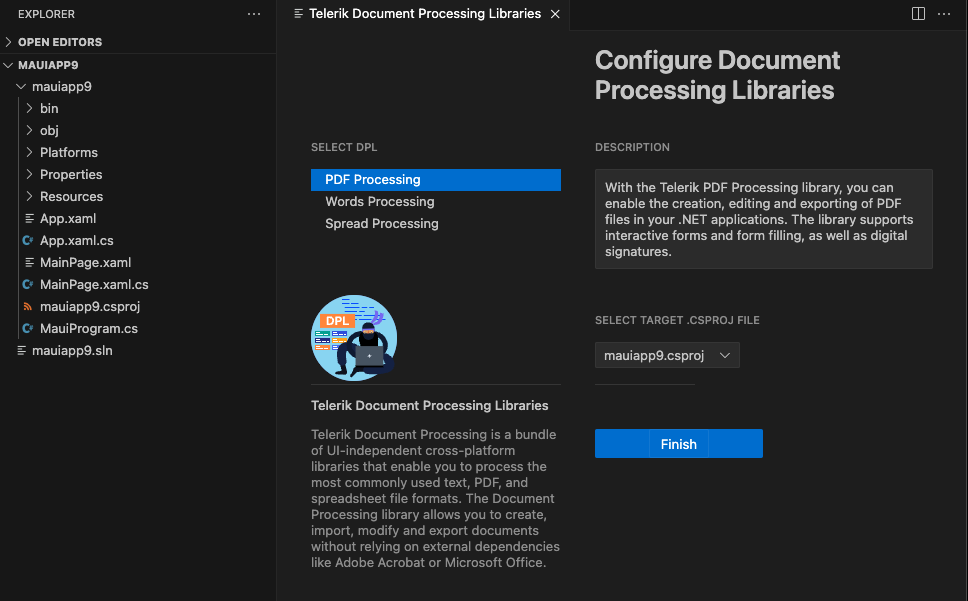 EXPLORER
OPEN EDITORS
MAUIAPP9
mauiapp9
bin
obj
Platforms
Properties
Resources
App.xaml
App.xaml.cs
MainPage.xaml
MainPage.xaml.cs
mauiapp9.csproj
MauiProgram.cs
mauiapp9.sln
Telerik Document Processing Libraries
SELECT DPL
PDF Processing
Words Processing
Spread Processing
DPL
Telerik Document Processing Libraries
Telerik Document Processing is a bundle
of UI-independent cross-platform
libraries that enable you to process the
most commonly used text, PDF, and
spreadsheet file formats. The Document
Processing library allows you to create,
import, modify and export documents
without relying on external dependencies
like Adobe Acrobat or Microsoft Office.
Configure Document
Processing Libraries
DESCRIPTION
With the Telerik PDF Processing library, you can
enable the creation, editing and exporting of PDF
files in your .NET applications. The library supports
interactive forms and form filling, as well as digital
signatures.
SELECT TARGET .CSPROJ FILE
mauiapp9.csproj
Finish